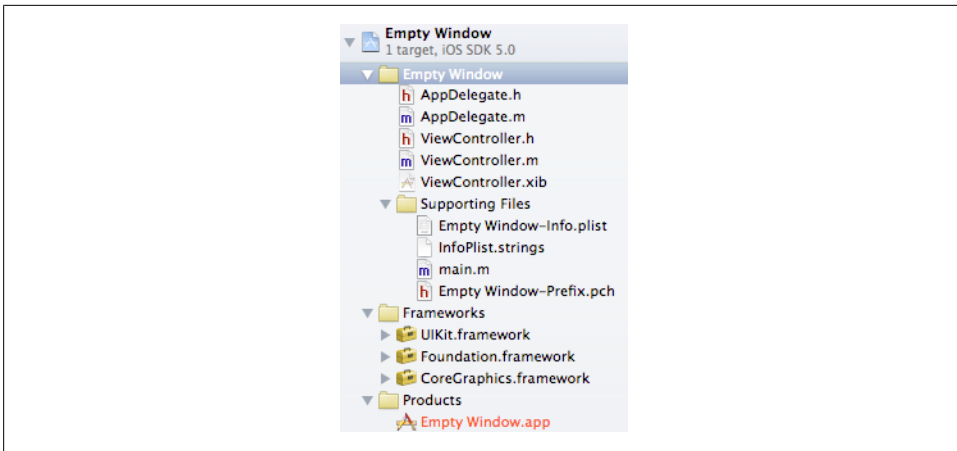 Empty Window
1 target, iOS SDK 5.0
Empty Window
h AppDelegate.h
m AppDelegate.m
h ViewController.h
m ViewController.m
ViewController.xib
Supporting Files
Empty Window-Info.plist
InfoPlist.strings
m main.m
h Empty Window-Prefix.pch
Frameworks
UIKit.framework
Foundation.framework
CoreGraphics.framework
Products
Empty Window.app